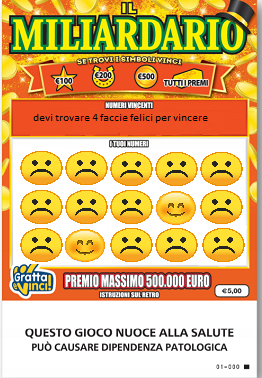 IL
MILIARDARIO
SE TROVI I SIMBOLI VINCI
€100
€200
€500
TUTTI I PREMI
NUMERI VINCENTI
devi trovare 4 faccie felici per vincere
I TUOI NUMERI
Gratta e vinci!
PREMIO MASSIMO 500.000 EURO
ISTRUZIONI SUL RETRO
€5,00
QUESTO GIOCO NUOCE ALLA SALUTE
PUÒ CAUSARE DIPENDENZA PATOLOGICA
01-000